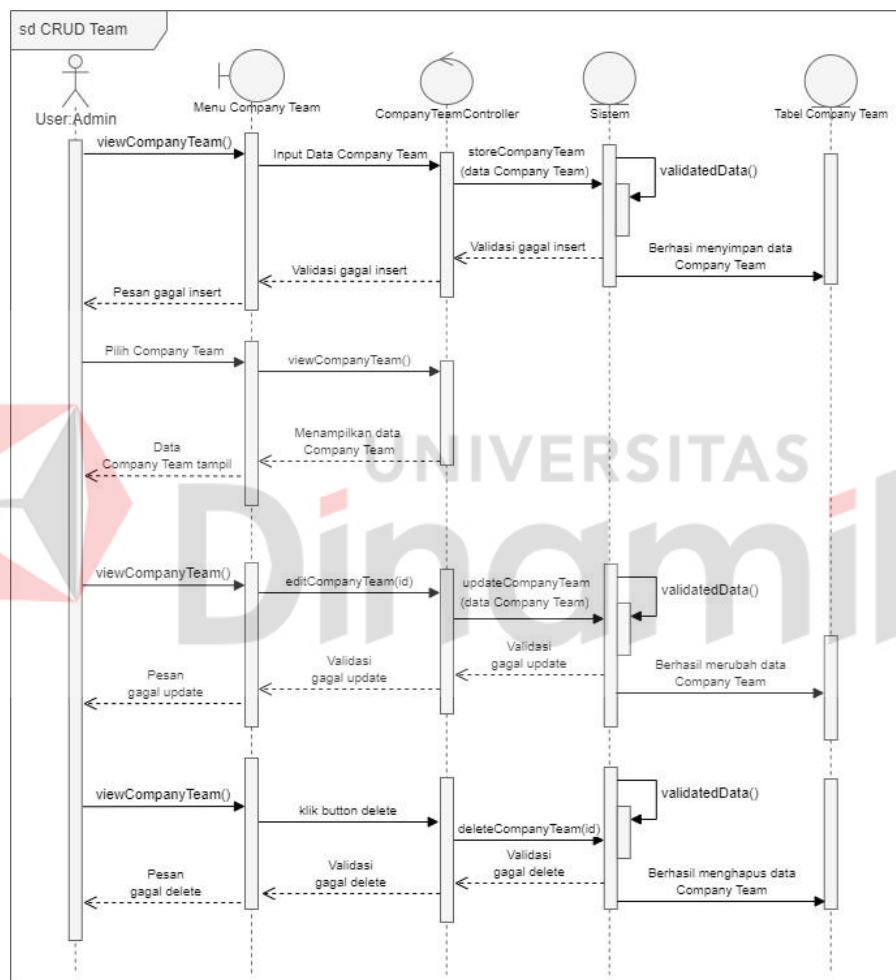 sd CRUD Team
User:Admin
Menu Company Team
CompanyTeamController
Sistem
Tabel Company Team
viewCompanyTeam()
Input Data Company Team
storeCompanyTeam
(data Company Team)
validatedData()
Validasi gagal insert
Validasi gagal insert
Pesan gagal insert
Berhasi menyimpan data
Company Team
Pilih Company Team
viewCompanyTeam()
Menampilkan data
Company Team
Data
Company Team tampil
UNIVERSITAS
Dinami
viewCompanyTeam()
editCompanyTeam(id)
updateCompanyTeam
(data Company Team)
validatedData()
Validasi
gagal update
Validasi
gagal update
Pesan
gagal update
Berhasil merubah data
Company Team
viewCompanyTeam()
klik button delete
deleteCompanyTeam(id)
validatedData()
Validasi
gagal delete
Validasi
gagal delete
Pesan
gagal delete
Berhasil menghapus data
Company Team